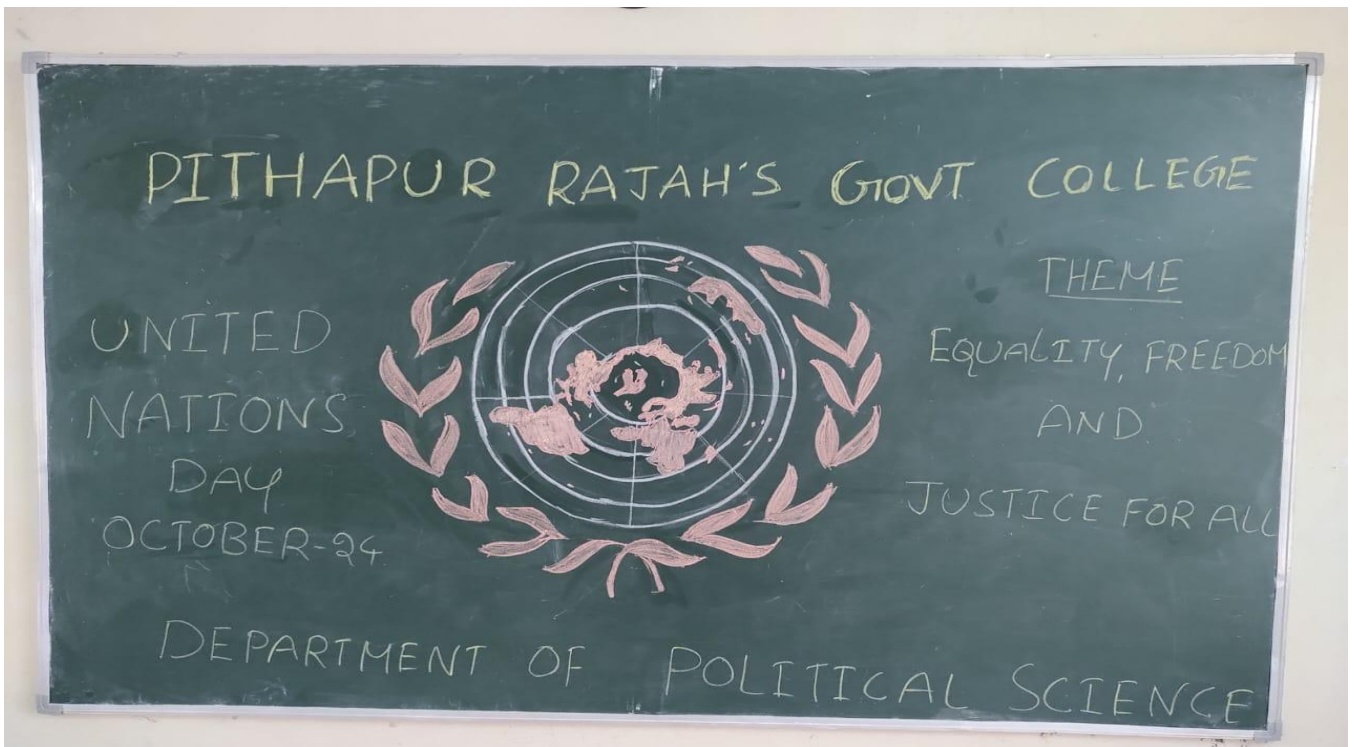 PITHAPUR RAJAH'S GOVT COLLEGE
UNITED
NATIONS
DAY
OCTOBER-24
THEME
EQUALITY, FREEDOM
AND
JUSTICE FOR ALL
DEPARTMENT OF POLITICAL SCIENCE